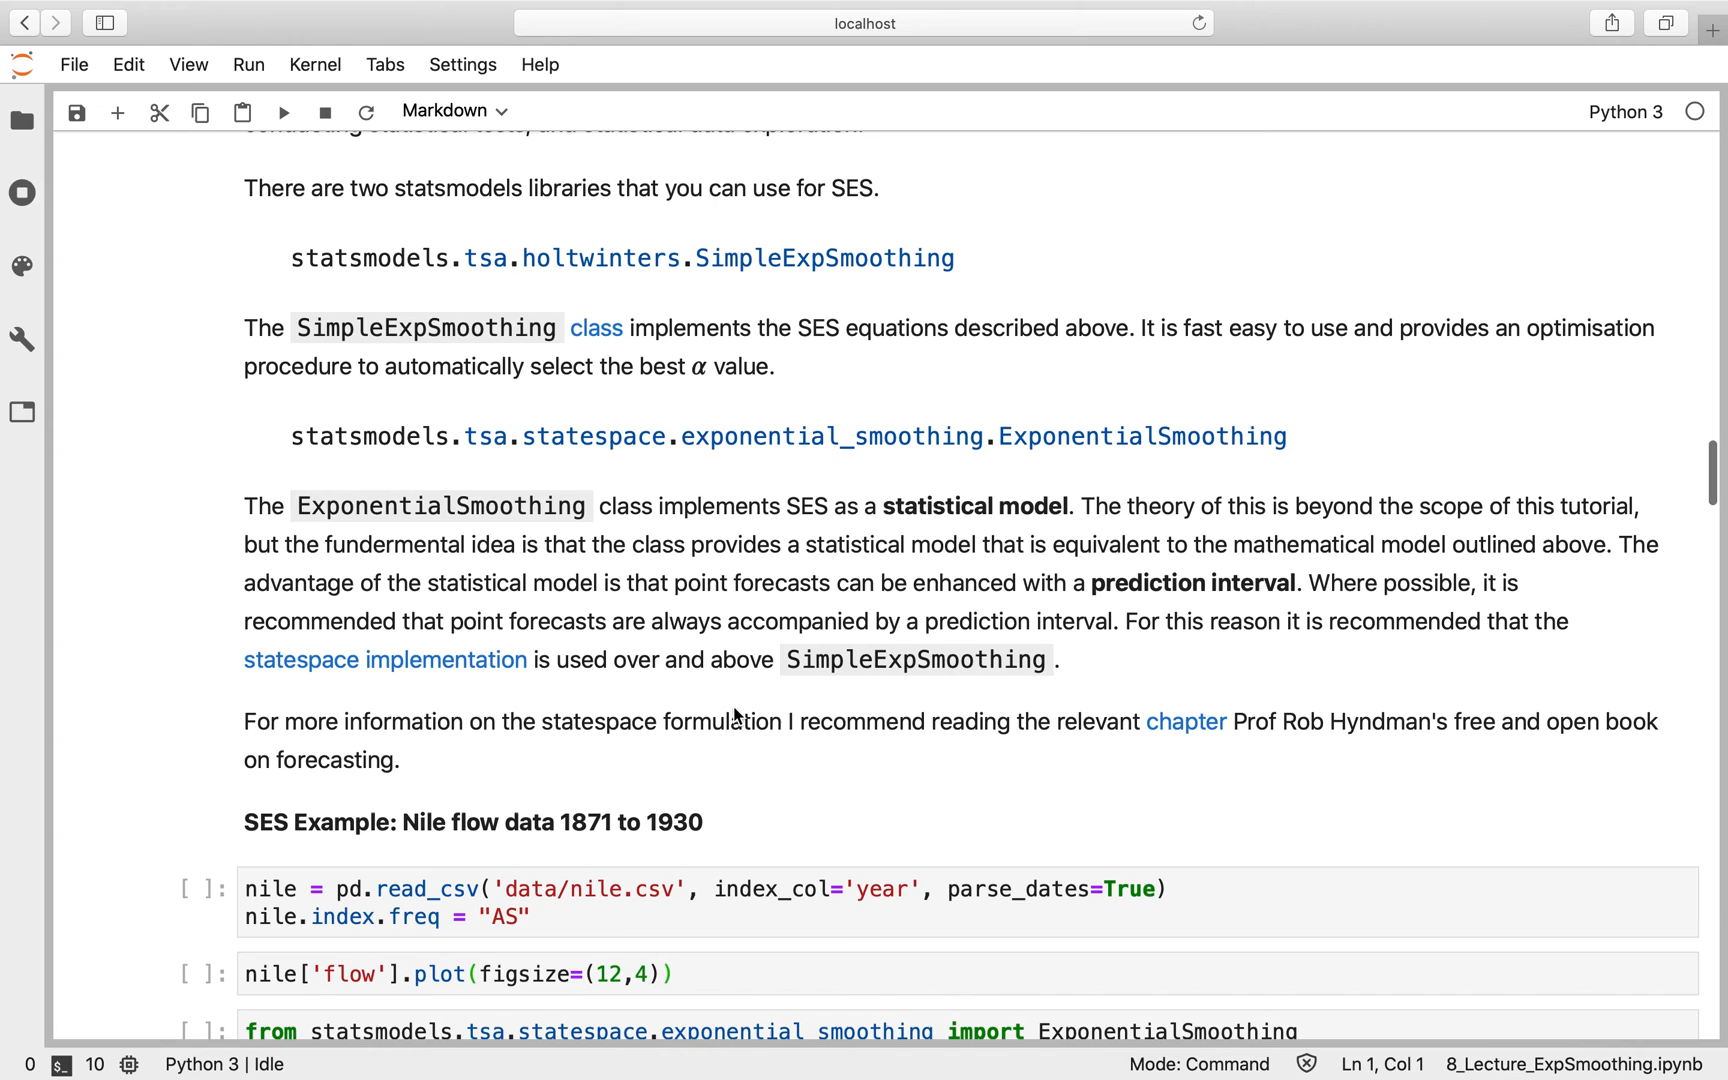 localhost
File Edit View Run Kernel Tabs Settings Help
Markdown
Python 3
conducting statistical tests, and statistical data exploration.
There are two statsmodels libraries that you can use for SES.
statsmodels.tsa.holtwinters.SimpleExpSmoothing
The SimpleExpSmoothing class implements the SES equations described above. It is fast easy to use and provides an optimisation
procedure to automatically select the best α value.
statsmodels.tsa.statespace.exponential_smoothing.ExponentialSmoothing
The ExponentialSmoothing class implements SES as a statistical model. The theory of this is beyond the scope of this tutorial,
but the fundermental idea is that the class provides a statistical model that is equivalent to the mathematical model outlined above. The
advantage of the statistical model is that point forecasts can be enhanced with a prediction interval. Where possible, it is
recommended that point forecasts are always accompanied by a prediction interval. For this reason it is recommended that the
statespace implementation is used over and above SimpleExpSmoothing.
For more information on the statespace formulation I recommend reading the relevant chapter Prof Rob Hyndman's free and open book
on forecasting.
SES Example: Nile flow data 1871 to 1930
[ ]: nile = pd.read_csv('data/nile.csv', index_col='year', parse_dates=True)
nile.index.freq = "AS"
[ ]: nile['flow'].plot(figsize=(12,4))
[ ]: from statsmodels.tsa.statespace.exponential_smoothing import ExponentialSmoothing
0 $_ 10 Python 3 | Idle Mode: Command Ln 1, Col 1 8_Lecture_ExpSmoothing.ipynb